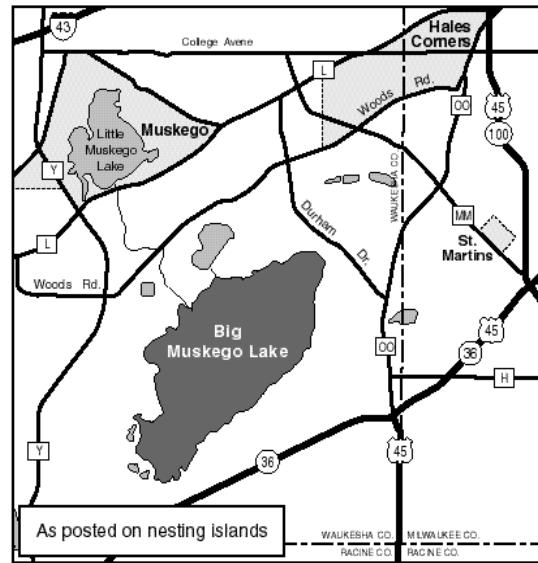 43
College Avene
Hales
Corners
L
Woods Rd.
OO
45
100
Little
Muskego
Lake
Muskego
Y
WAUKESHA CO.
MM
St.
Martins
L
Durham
Dr.
Woods Rd.
Big
Muskego Lake
45
36
OO
H
Y
36
45
As posted on nesting islands
WAUKESHA CO. MILWAUKEE CO.
RACINE CO. RACINE CO.